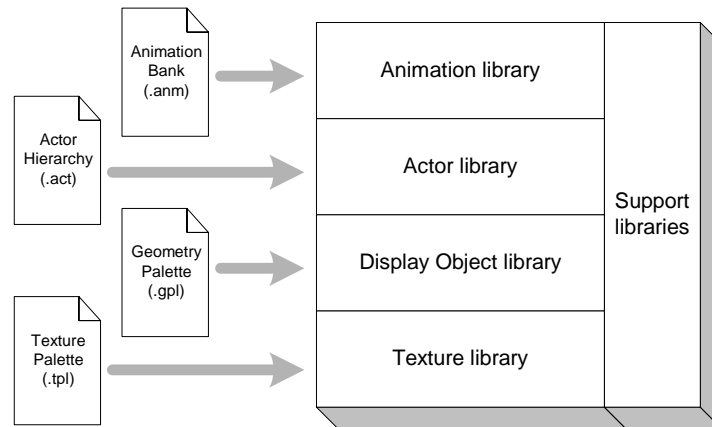 Animation
Bank
(.anm)
Animation library
Actor
Hierarchy
(.act)
Actor library
Support
libraries
Geometry
Palette
(.gpl)
Display Object library
Texture
Palette
(.tpl)
Texture library